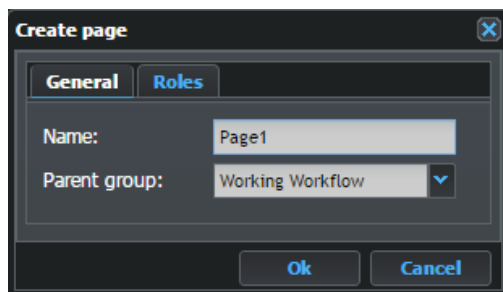 Create page
General Roles
Name: Page1
Parent group: Working Workflow
Ok Cancel